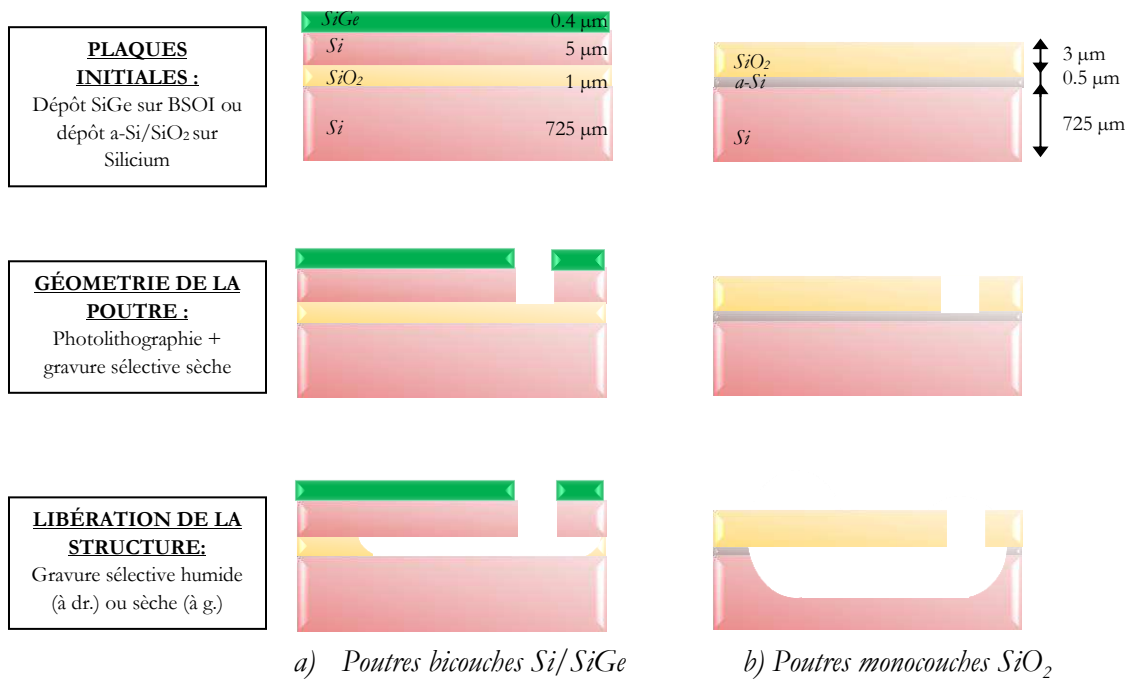 PLAQUES
INITIALES :
Dépôt SiGe sur BSOI ou
dépôt a-Si/SiO₂ sur
Silicium
SiGe 0.4 µm
Si 5 µm
SiO₂ 1 µm
Si 725 µm
SiO₂ 3 µm
a-Si 0.5 µm
Si 725 µm
GÉOMETRIE DE LA
POUTRE :
Photolithographie +
gravure sélective sèche
LIBÉRATION DE LA
STRUCTURE:
Gravure sélective humide
(à dr.) ou sèche (à g.)
a) Poutres bicouches Si/SiGe
b) Poutres monocouches SiO₂